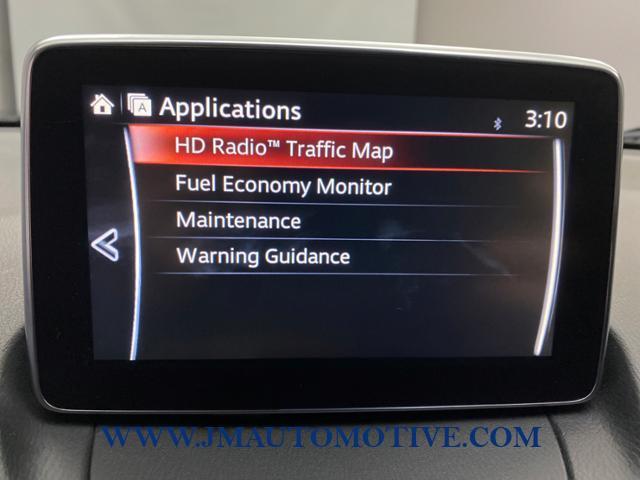 A Applications
3:10
HD Radio™ Traffic Map
Fuel Economy Monitor
Maintenance
Warning Guidance
WWW.JMAUTOMOTIVE.COM